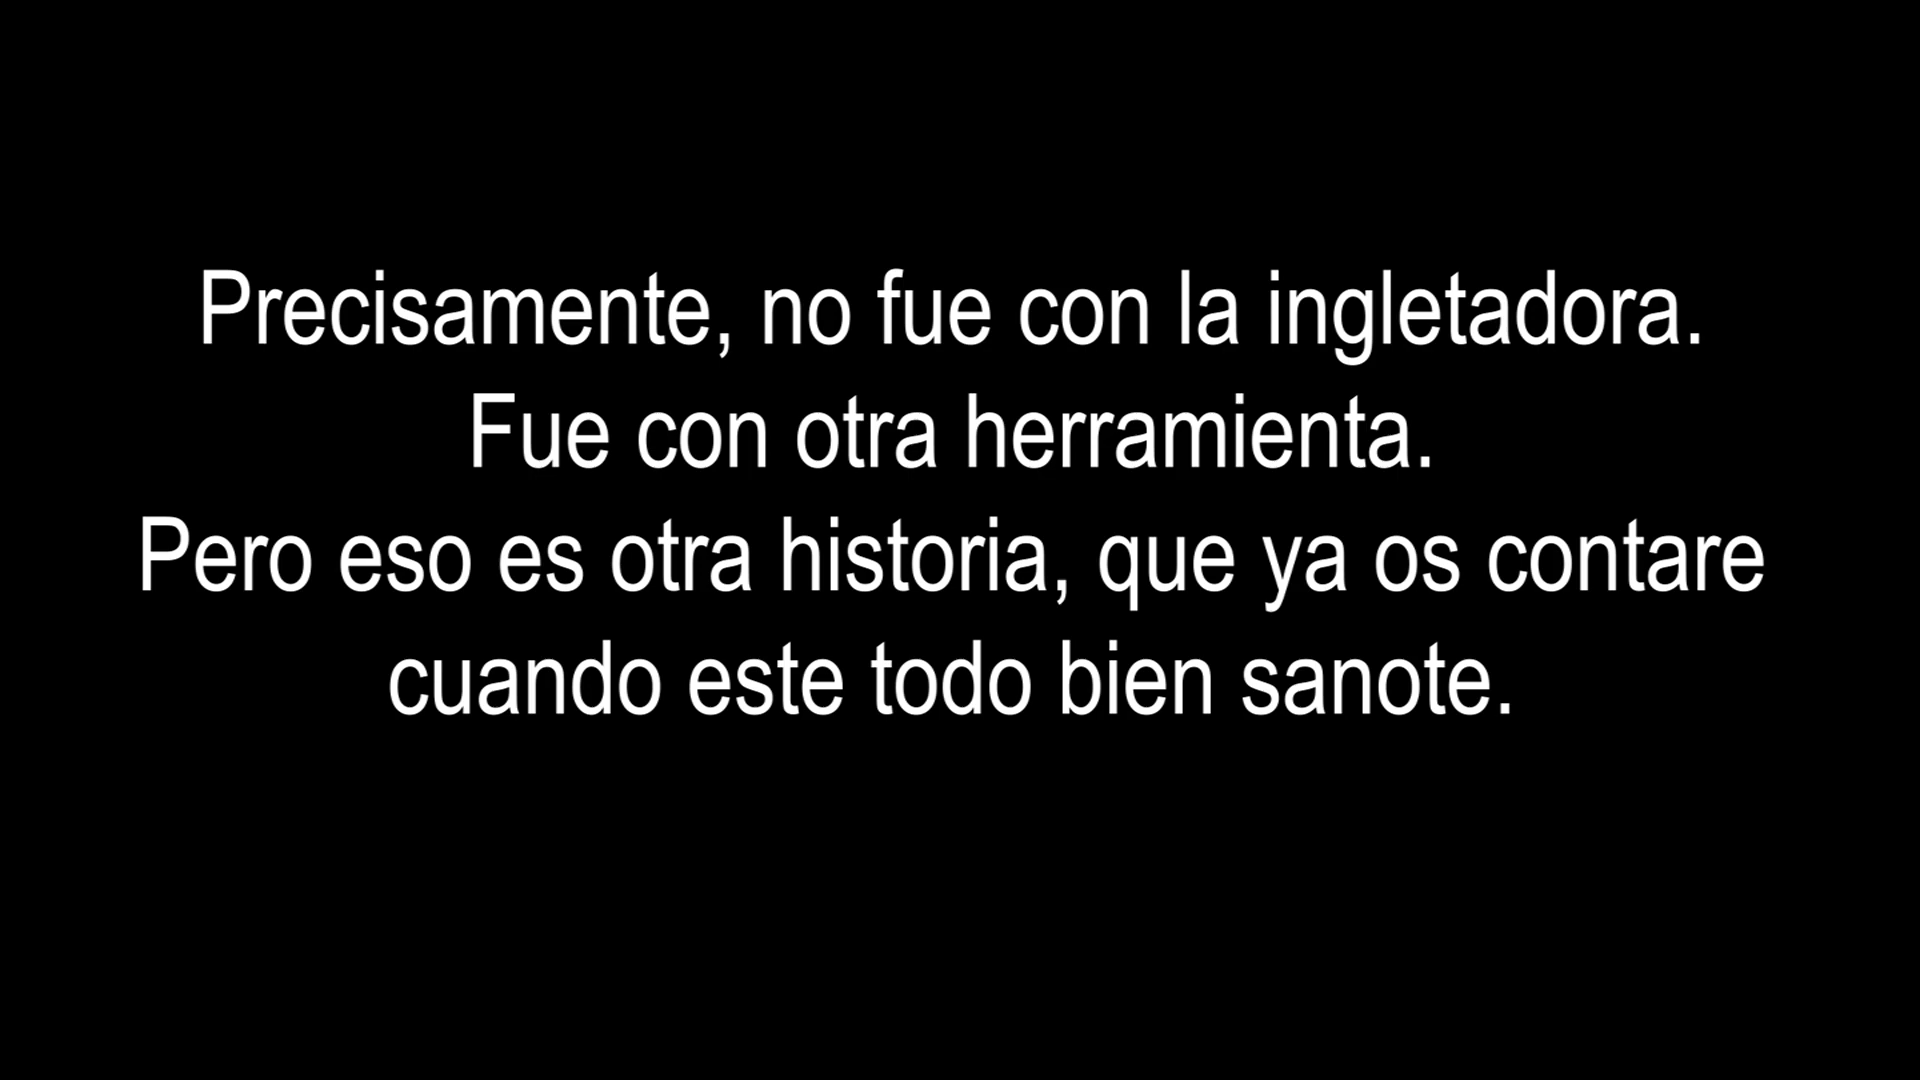 Precisamente, no fue con la ingletadora.
Fue con otra herramienta.
Pero eso es otra historia, que ya os contare
cuando este todo bien sanote.